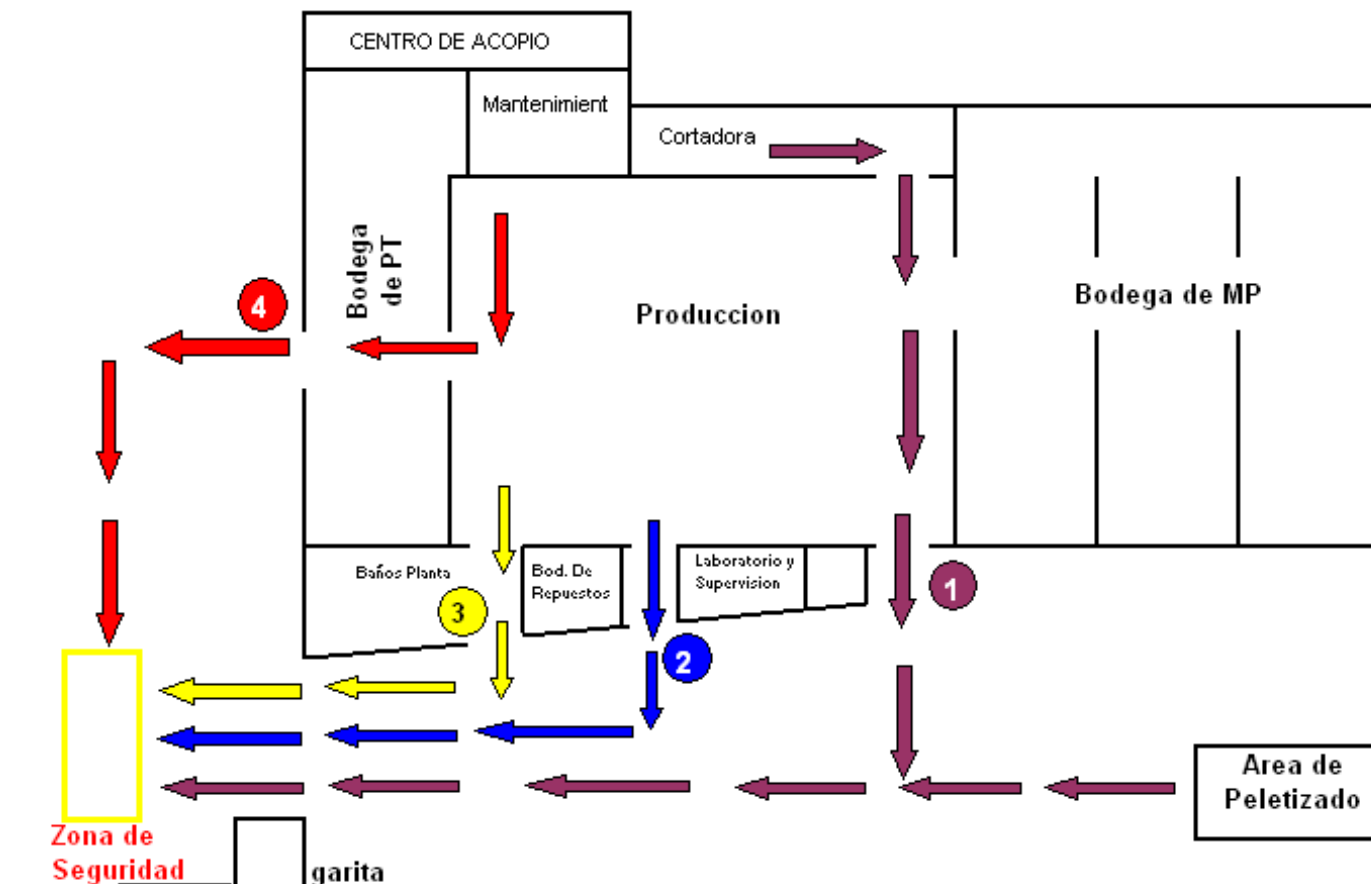 CENTRO DE ACOPIO
Mantenimient
Cortadora
Bodega
de PT
4
Produccion
Bodega de MP
Baños Planta
3
Bod. De
Repuestos
2
Laboratorio y
Supervision
1
Area de
Peletizado
Zona de
Seguridad
garita